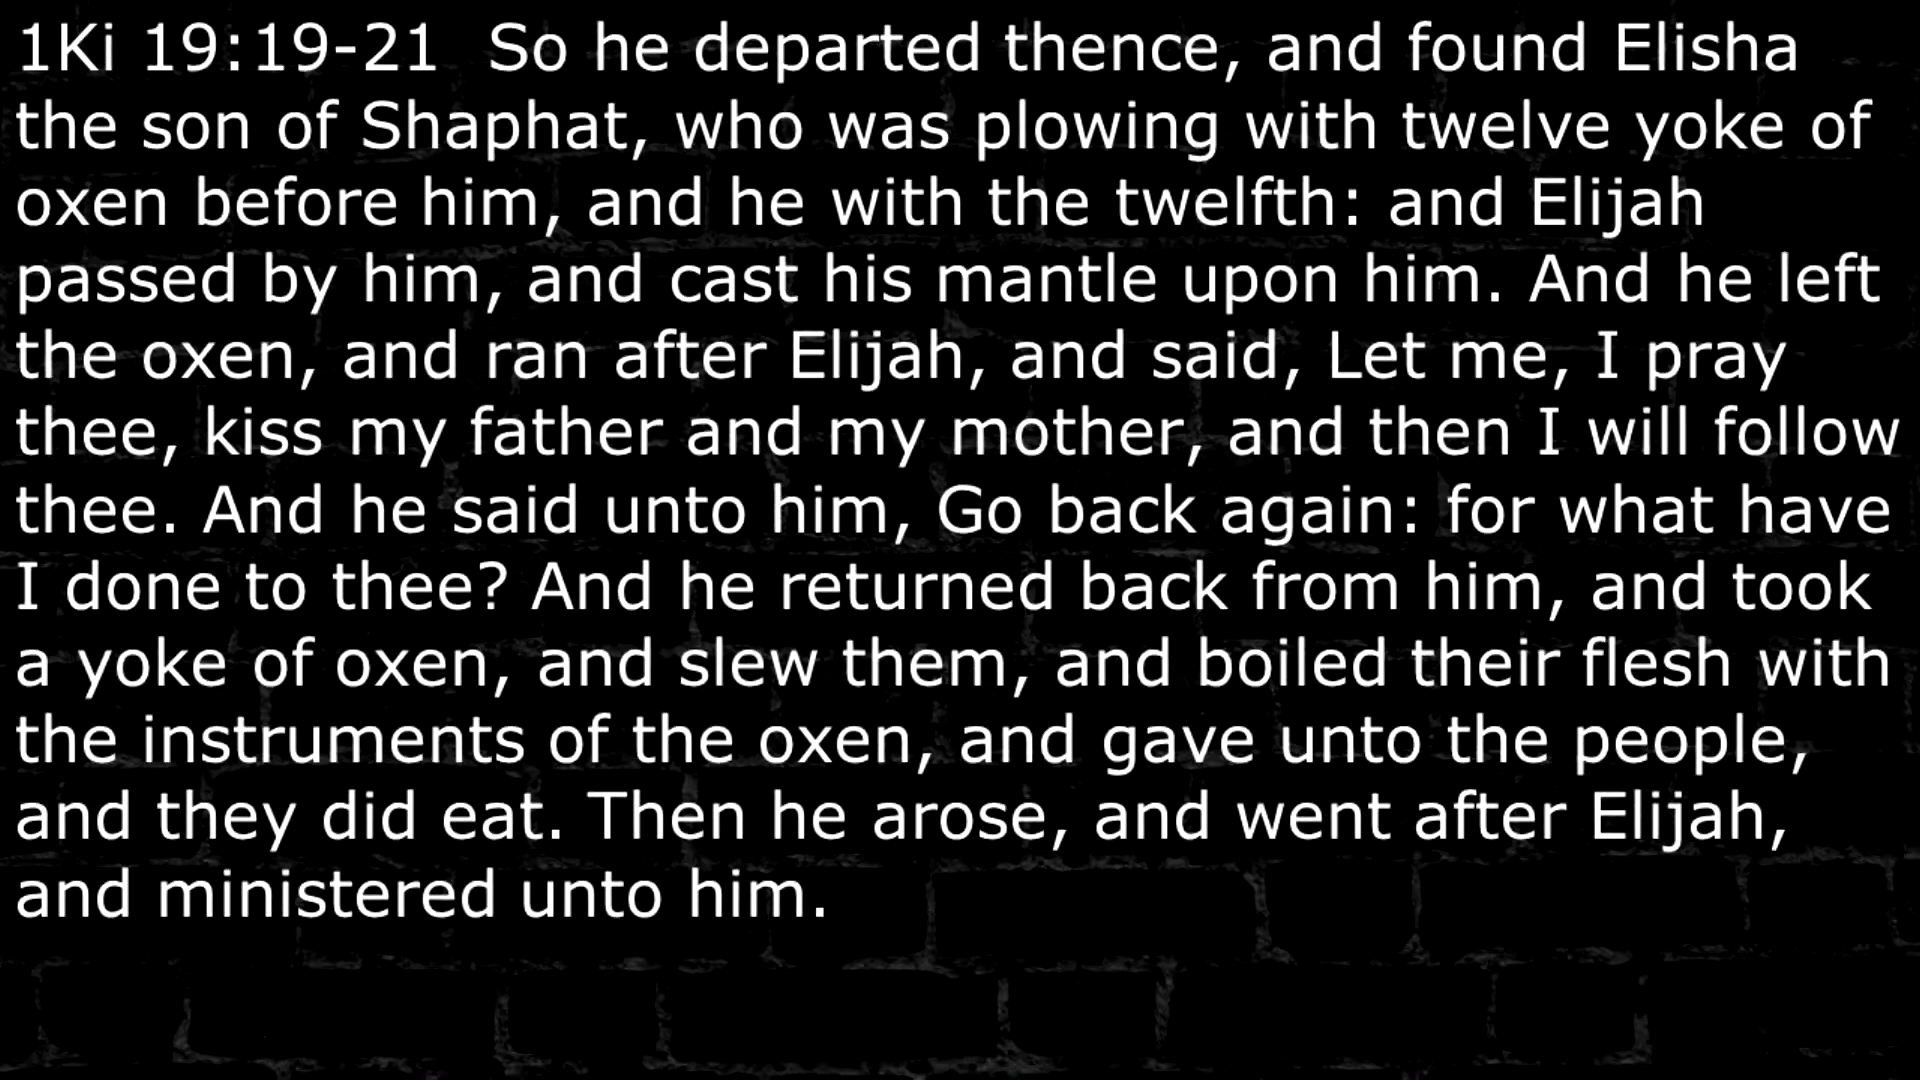 1Ki 19:19-21  So he departed thence, and found Elisha
the son of Shaphat, who was plowing with twelve yoke of
oxen before him, and he with the twelfth: and Elijah
passed by him, and cast his mantle upon him. And he left
the oxen, and ran after Elijah, and said, Let me, I pray
thee, kiss my father and my mother, and then I will follow
thee. And he said unto him, Go back again: for what have
I done to thee? And he returned back from him, and took
a yoke of oxen, and slew them, and boiled their flesh with
the instruments of the oxen, and gave unto the people,
and they did eat. Then he arose, and went after Elijah,
and ministered unto him.